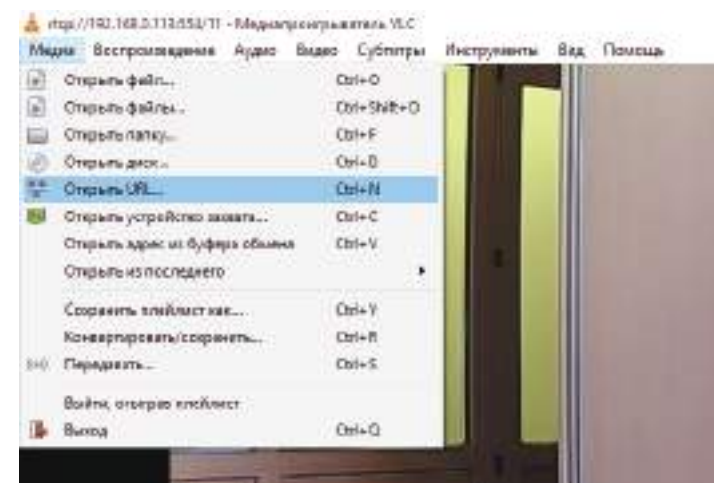 rtsp://192.168.0.113:554/11 - Медиапроигрыватель VLC
Медиа Воспроизведение Аудио Видео Субтитры Инструменты Вид Помощь
Открыть файл... Ctrl+O
Открыть файлы... Ctrl+Shift+O
Открыть папку... Ctrl+F
Открыть диск... Ctrl+D
Открыть URL... Ctrl+N
Открыть устройство захвата... Ctrl+C
Открыть адрес из буфера обмена Ctrl+V
Открыть из последнего
Сохранить плейлист как... Ctrl+Y
Конвертировать/сохранить... Ctrl+R
Передавать... Ctrl+S
Выйти, отыграв плейлист
Выход Ctrl+Q